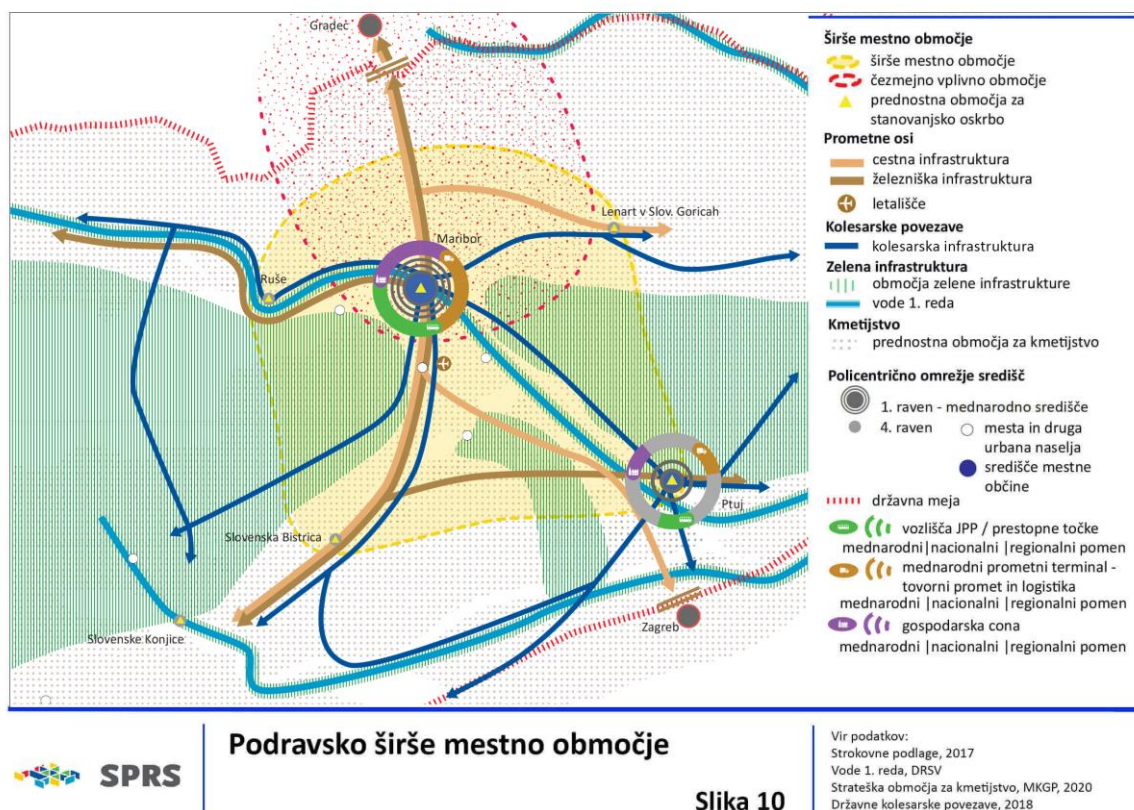 Gradec
Lenart v Slov. Goricah
Maribor
Ruše
Ptuj
Slovenska Bistrica
Slovenske Konjice
Zagreb
Širše mestno območje
širše mestno območje
čezmejno vplivno območje
prednostna območja za
stanovanjsko oskrbo
Prometne osi
cestna infrastruktura
železniška infrastruktura
letališče
Kolesarske povezave
kolesarska infrastruktura
Zelena infrastruktura
območja zelene infrastrukture
vode 1. reda
Kmetijstvo
prednostna območja za kmetijstvo
Policentrično omrežje središč
1. raven - mednarodno središče
4. raven
mesta in druga
urbana naselja
središče mestne
občine
državna meja
vozlišča JPP / prestopne točke
mednarodni |nacionalni |regionalni pomen
mednarodni prometni terminal -
tovorni promet in logistika
mednarodni |nacionalni |regionalni pomen
gospodarska cona
mednarodni |nacionalni |regionalni pomen
SPRS
Podravsko širše mestno območje
Slika 10
Vir podatkov:
Strokovne podlage, 2017
Vode 1. reda, DRSV
Strateška območja za kmetijstvo, MKGP, 2020
Državne kolesarske povezave, 2018